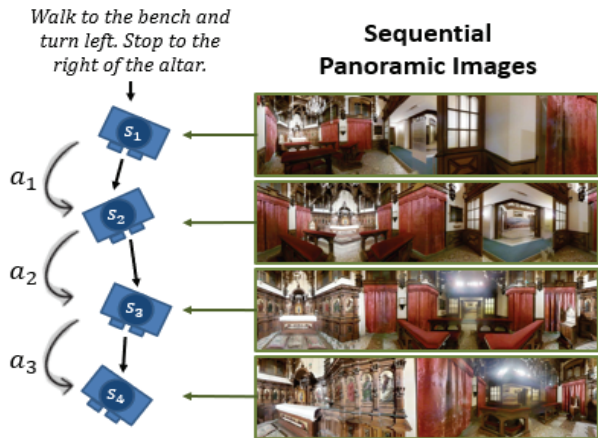 Walk to the bench and
turn left. Stop to the
right of the altar.
Sequential
Panoramic Images
s₁
a₁
s₂
a₂
s₃
a₃
s₄